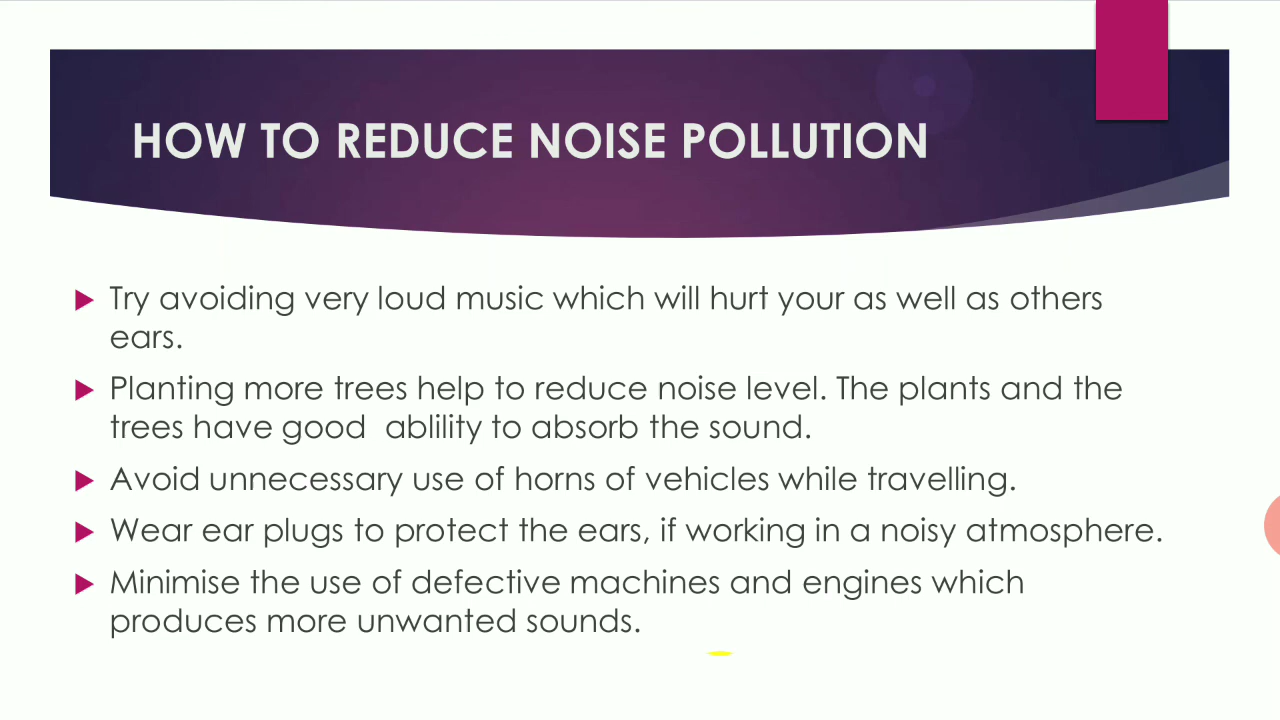 HOW TO REDUCE NOISE POLLUTION
Try avoiding very loud music which will hurt your as well as others
ears.
Planting more trees help to reduce noise level. The plants and the
trees have good  ablility to absorb the sound.
Avoid unnecessary use of horns of vehicles while travelling.
Wear ear plugs to protect the ears, if working in a noisy atmosphere.
Minimise the use of defective machines and engines which
produces more unwanted sounds.